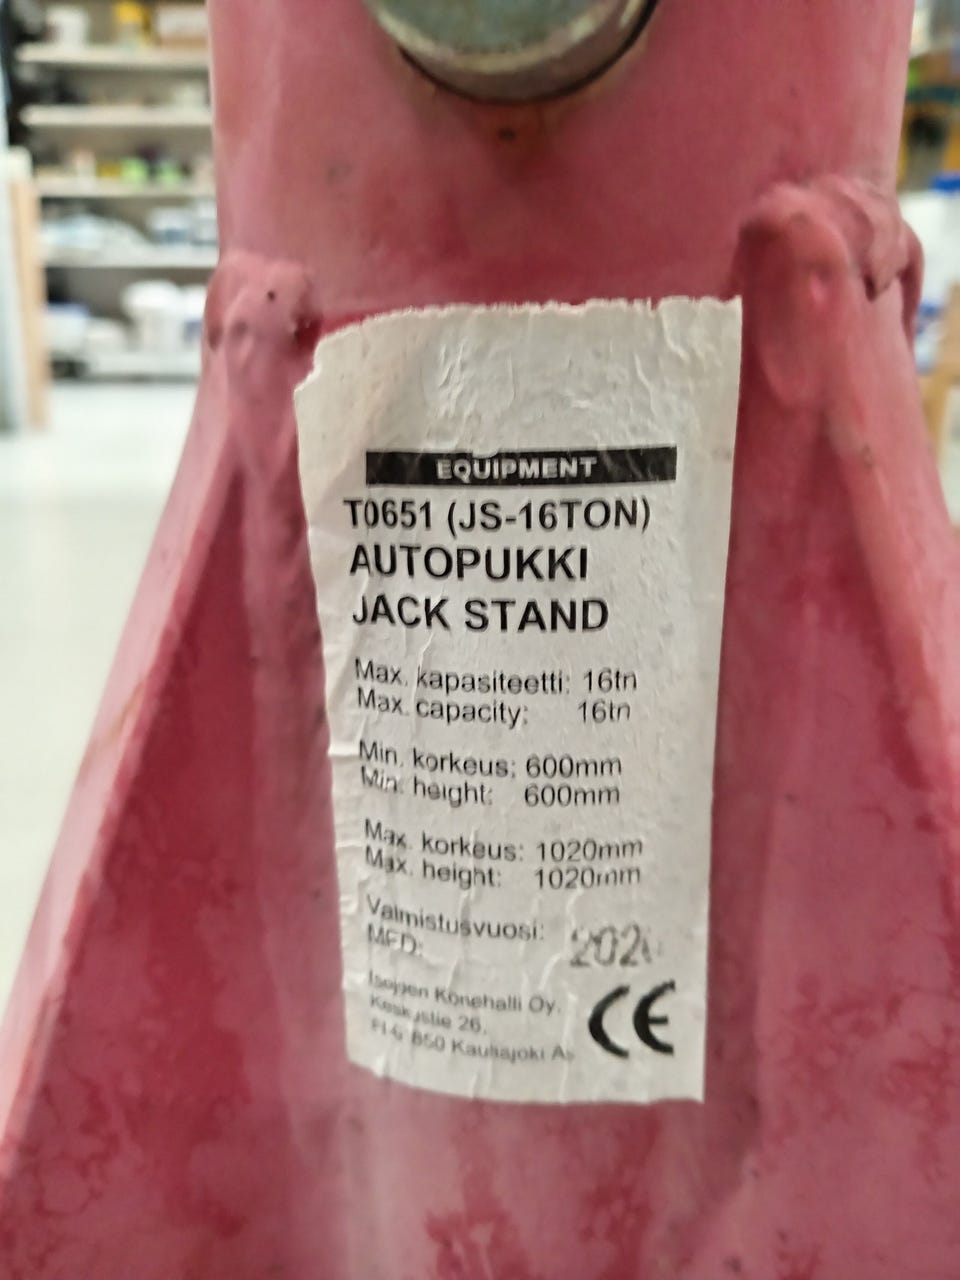 EQUIPMENT
T0651 (JS-16TON)
AUTOPUKKI
JACK STAND
Max. kapasiteetti: 16tn
Max. capacity: 16tn
Min. korkeus: 600mm
Min. height: 600mm
Max. korkeus: 1020mm
Max. height: 1020mm
Valmistusvuosi:
MFD:
Konehalli Oy.
26.
CE